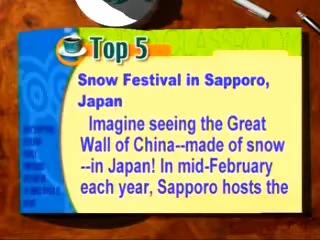 Top 5
Snow Festival in Sapporo,
Japan
Imagine seeing the Great
Wall of China--made of snow
--in Japan! In mid-February
each year, Sapporo hosts the